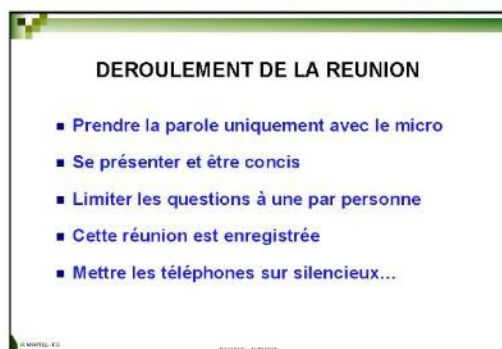 DEROULEMENT DE LA REUNION
Prendre la parole uniquement avec le micro
Se présenter et être concis
Limiter les questions à une par personne
Cette réunion est enregistrée
Mettre les téléphones sur silencieux...